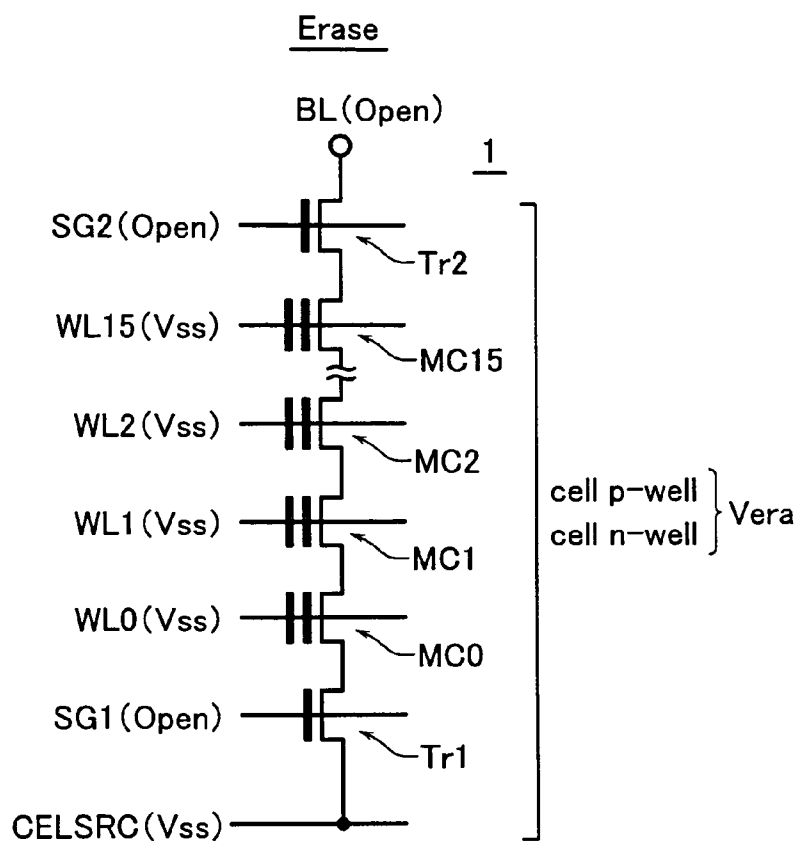 Erase
BL(Open)
1
SG2(Open)
Tr2
WL15(Vss)
MC15
WL2(Vss)
MC2
cell p-well
cell n-well
Vera
WL1(Vss)
MC1
WL0(Vss)
MC0
SG1(Open)
Tr1
CELSRC(Vss)